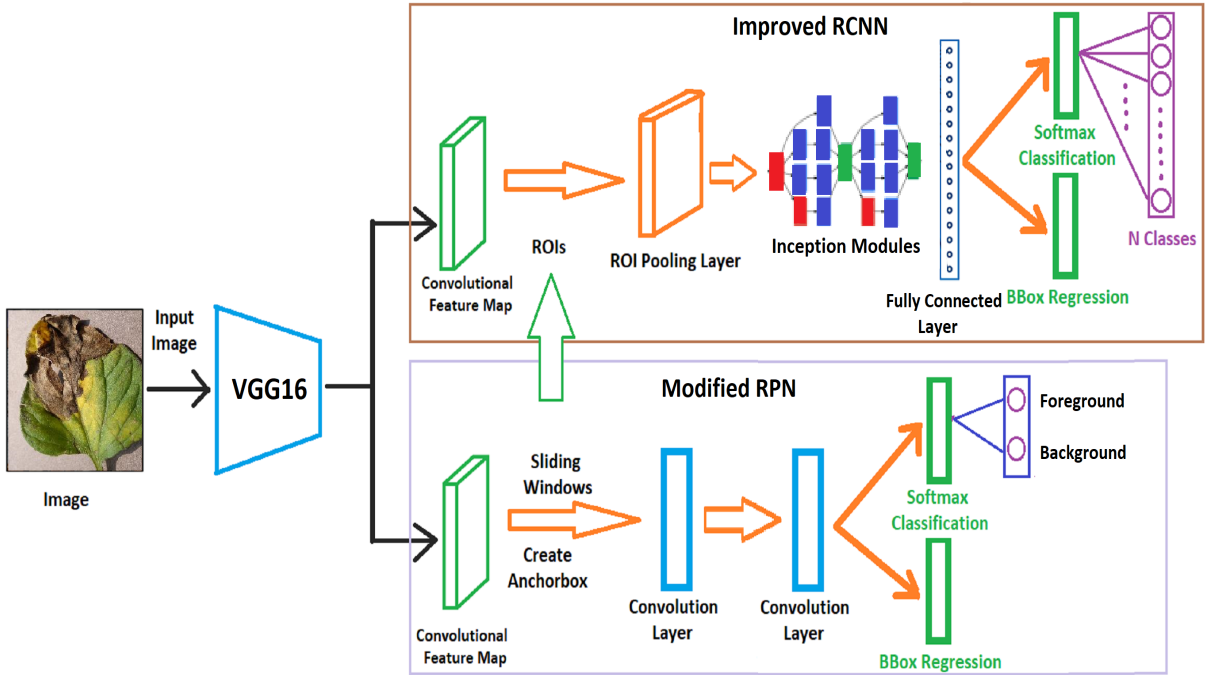 Improved RCNN
Softmax
Classification
N Classes
BBox Regression
Inception Modules
Fully Connected
Layer
ROI Pooling Layer
ROIs
Convolutional
Feature Map
Input
Image
VGG16
Image
Modified RPN
Foreground
Background
Sliding
Windows
Create
Anchorbox
Softmax
Classification
Convolution
Layer
Convolution
Layer
Convolutional
Feature Map
BBox Regression